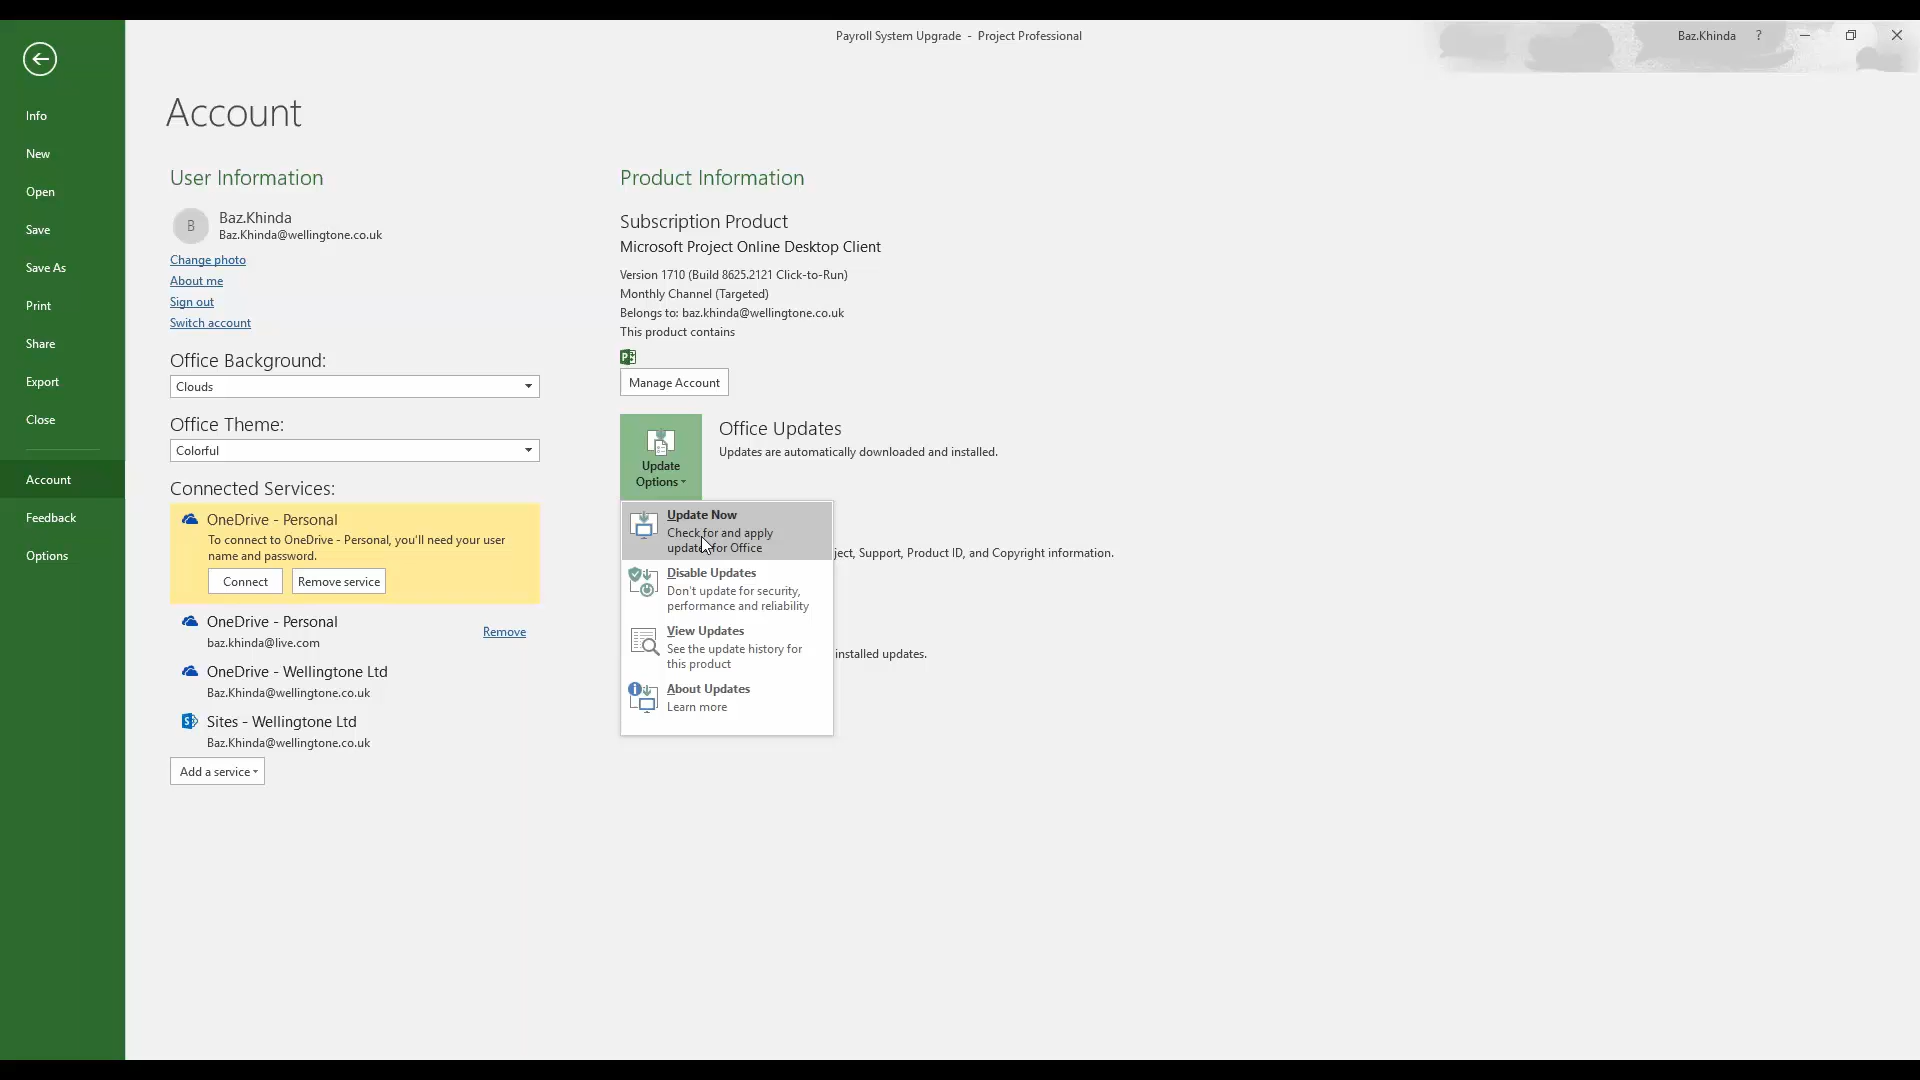 Payroll System Upgrade - Project Professional
Baz.Khinda
?
Info
New
Open
Save
Save As
Print
Share
Export
Close
Account
Feedback
Options
Account
User Information
B
Baz.Khinda
Baz.Khinda@wellingtone.co.uk
Change photo
About me
Sign out
Switch account
Office Background:
Clouds
Office Theme:
Colorful
Connected Services:
OneDrive - Personal
To connect to OneDrive - Personal, you'll need your user
name and password.
Connect
Remove service
OneDrive - Personal
baz.khinda@live.com
Remove
OneDrive - Wellingtone Ltd
Baz.Khinda@wellingtone.co.uk
Sites - Wellingtone Ltd
Baz.Khinda@wellingtone.co.uk
Add a service
Product Information
Subscription Product
Microsoft Project Online Desktop Client
Version 1710 (Build 8625.2121 Click-to-Run)
Monthly Channel (Targeted)
Belongs to: baz.khinda@wellingtone.co.uk
This product contains
Manage Account
Update
Options
Office Updates
Updates are automatically downloaded and installed.
Update Now
Check for and apply
updates for Office
Disable Updates
Don't update for security,
performance and reliability
View Updates
See the update history for
this product
About Updates
Learn more
ject, Support, Product ID, and Copyright information.
installed updates.